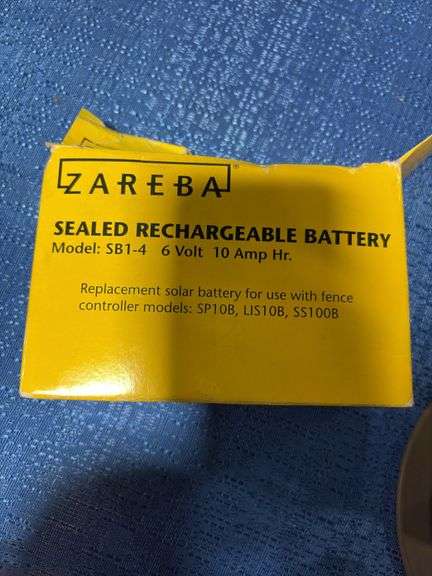 ZAREBA®
SEALED RECHARGEABLE BATTERY
Model: SB1-4 6 Volt 10 Amp Hr.
Replacement solar battery for use with fence
controller models: SP10B, LIS10B, SS100B